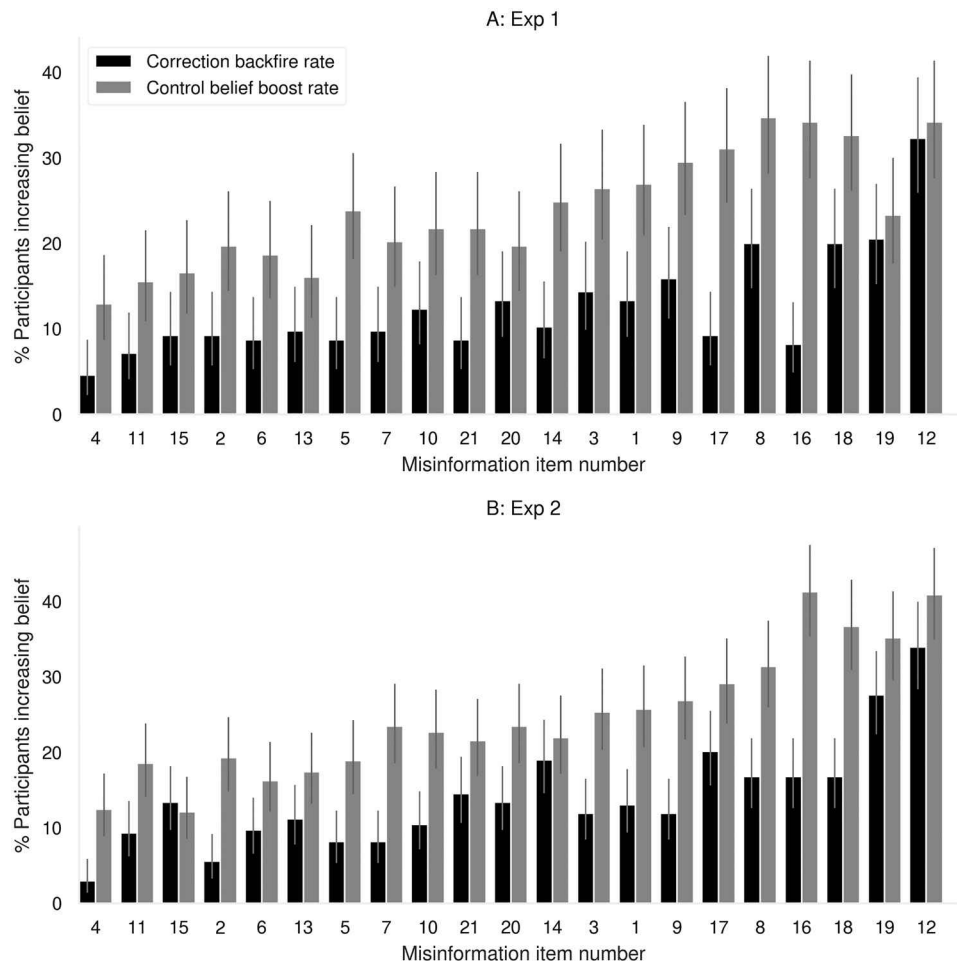 A: Exp 1
Correction backfire rate
Control belief boost rate
% Participants increasing belief
40
30
20
10
0
4 11 15 2 6 13 5 7 10 21 20 14 3 1 9 17 8 16 18 19 12
Misinformation item number
B: Exp 2
% Participants increasing belief
40
30
20
10
0
4 11 15 2 6 13 5 7 10 21 20 14 3 1 9 17 8 16 18 19 12
Misinformation item number